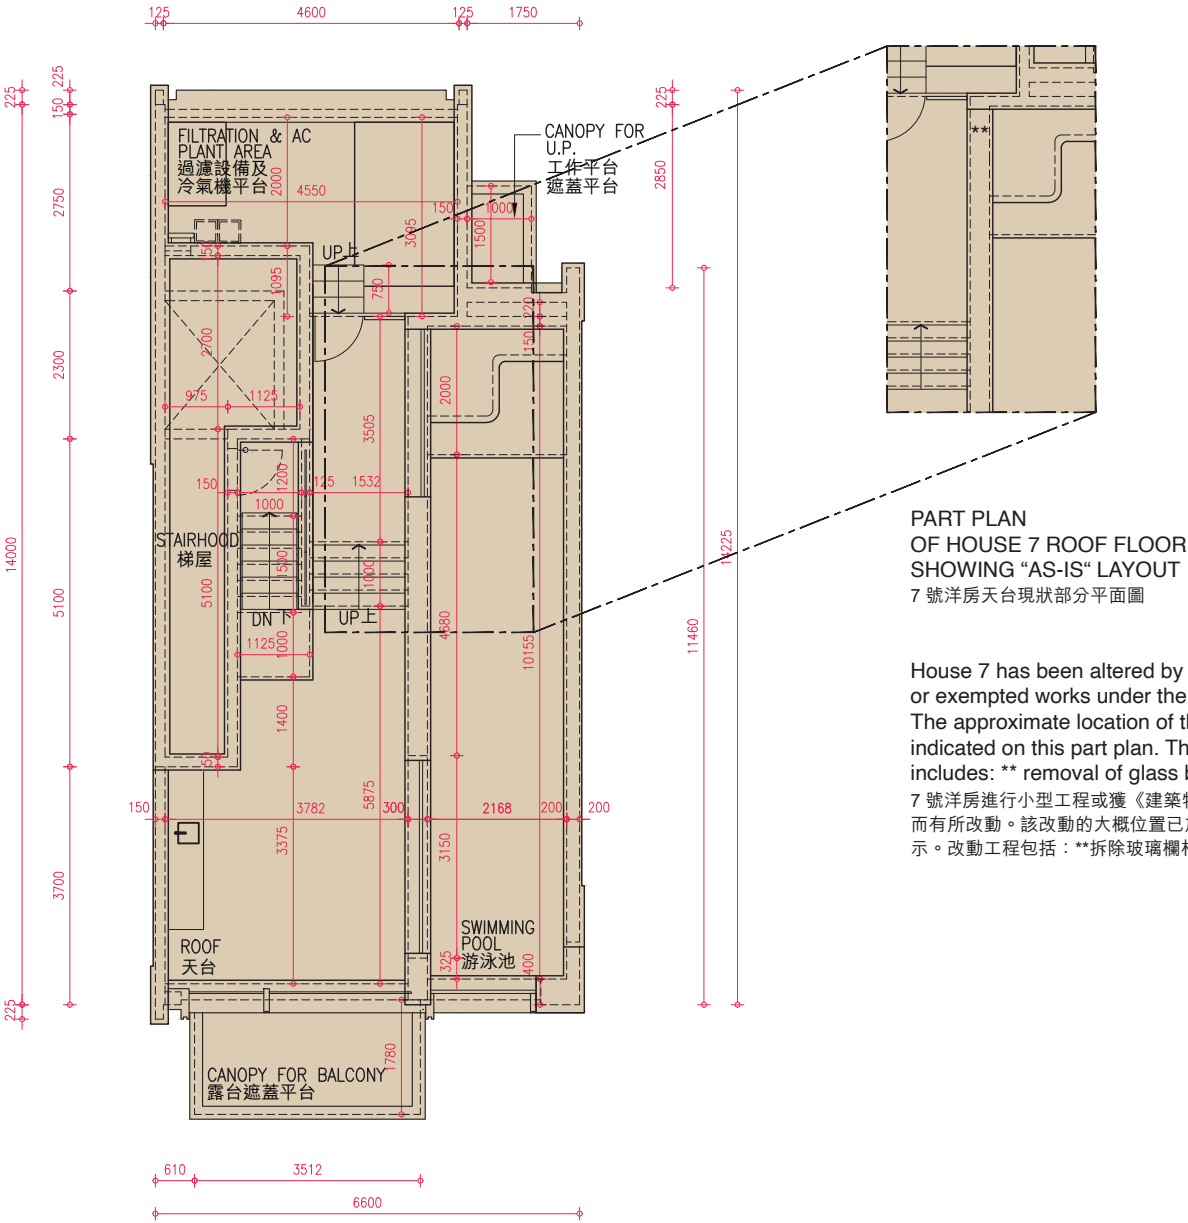 125 4600 125 1750
225
225
150
225
FILTRATION & AC
PLANT AREA
過濾設備及
冷氣機平台
CANOPY FOR
U.P.
工作平台
遮蓋平台
**
2750
2000
4550
2850
150
1000
3095
1500
150
UP上
1095
750
220
150
2700
2300
975
1125
2000
3505
150
1200
125
1532
1000
STAIRHOOD
梯屋
1500
1000
14000
5100
5100
DN下
UP上
1125
1000
4680
10155
11460
14225
PART PLAN
OF HOUSE 7 ROOF FLOOR
SHOWING “AS-IS“ LAYOUT
7 號洋房天台現狀部分平面圖
House 7 has been altered by
or exempted works under the
The approximate location of t
indicated on this part plan. Th
includes: ** removal of glass
7 號洋房進行小型工程或獲《建築物
而有所改動。該改動的大概位置已
示。改動工程包括：**拆除玻璃欄
1400
150
5875
150
3782
300
2168
200
200
3375
3150
3700
ROOF
天台
SWIMMING
POOL
游泳池
325
400
225
1780
CANOPY FOR BALCONY
露台遮蓋平台
610 3512
6600